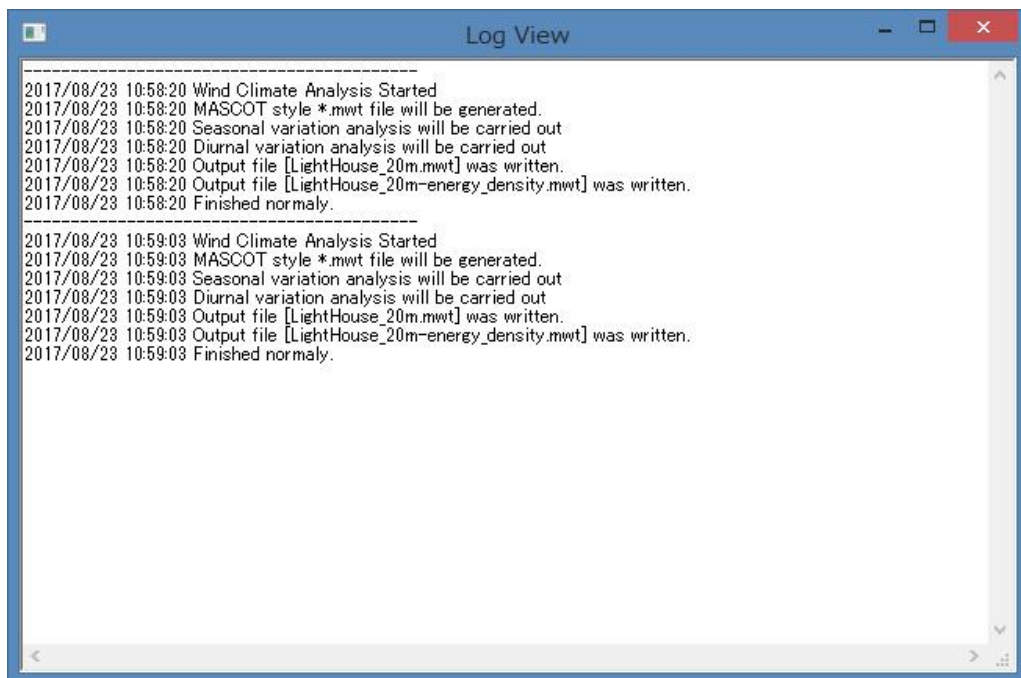 Log View
-------------------------------------------
2017/08/23 10:58:20 Wind Climate Analysis Started
2017/08/23 10:58:20 MASCOT style *.mwt file will be generated.
2017/08/23 10:58:20 Seasonal variation analysis will be carried out
2017/08/23 10:58:20 Diurnal variation analysis will be carried out
2017/08/23 10:58:20 Output file [LightHouse_20m.mwt] was written.
2017/08/23 10:58:20 Output file [LightHouse_20m-energy_density.mwt] was written.
2017/08/23 10:58:20 Finished normaly.
-------------------------------------------
2017/08/23 10:59:03 Wind Climate Analysis Started
2017/08/23 10:59:03 MASCOT style *.mwt file will be generated.
2017/08/23 10:59:03 Seasonal variation analysis will be carried out
2017/08/23 10:59:03 Diurnal variation analysis will be carried out
2017/08/23 10:59:03 Output file [LightHouse_20m.mwt] was written.
2017/08/23 10:59:03 Output file [LightHouse_20m-energy_density.mwt] was written.
2017/08/23 10:59:03 Finished normaly.